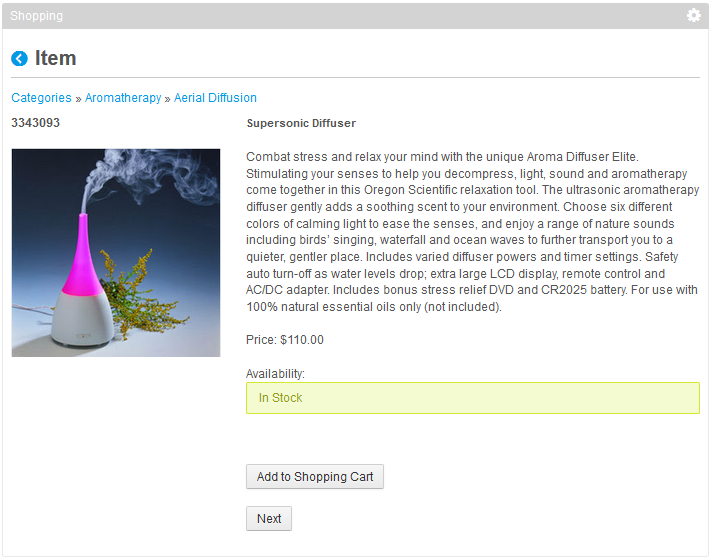 Shopping
Item
Categories » Aromatherapy » Aerial Diffusion
3343093
Supersonic Diffuser
Combat stress and relax your mind with the unique Aroma Diffuser Elite.
Stimulating your senses to help you decompress, light, sound and aromatherapy
come together in this Oregon Scientific relaxation tool. The ultrasonic aromatherapy
diffuser gently adds a soothing scent to your environment. Choose six different
colors of calming light to ease the senses, and enjoy a range of nature sounds
including birds' singing, waterfall and ocean waves to further transport you to a
quieter, gentler place. Includes varied diffuser powers and timer settings. Safety
auto turn-off as water levels drop; extra large LCD display, remote control and
AC/DC adapter. Includes bonus stress relief DVD and CR2025 battery. For use with
100% natural essential oils only (not included).
Price: $110.00
Availability:
In Stock
Add to Shopping Cart
Next